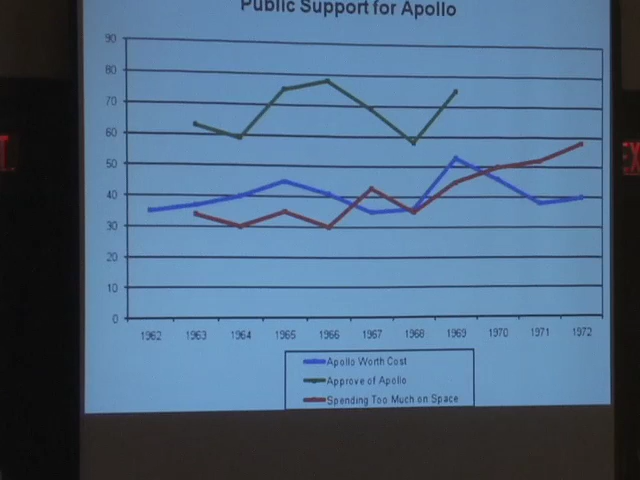 Public Support for Apollo
90
80
70
60
50
40
30
20
10
0
1962 1963 1964 1965 1966 1967 1968 1969 1970 1971 1972
Apollo Worth Cost
Approve of Apollo
Spending Too Much on Space
EX